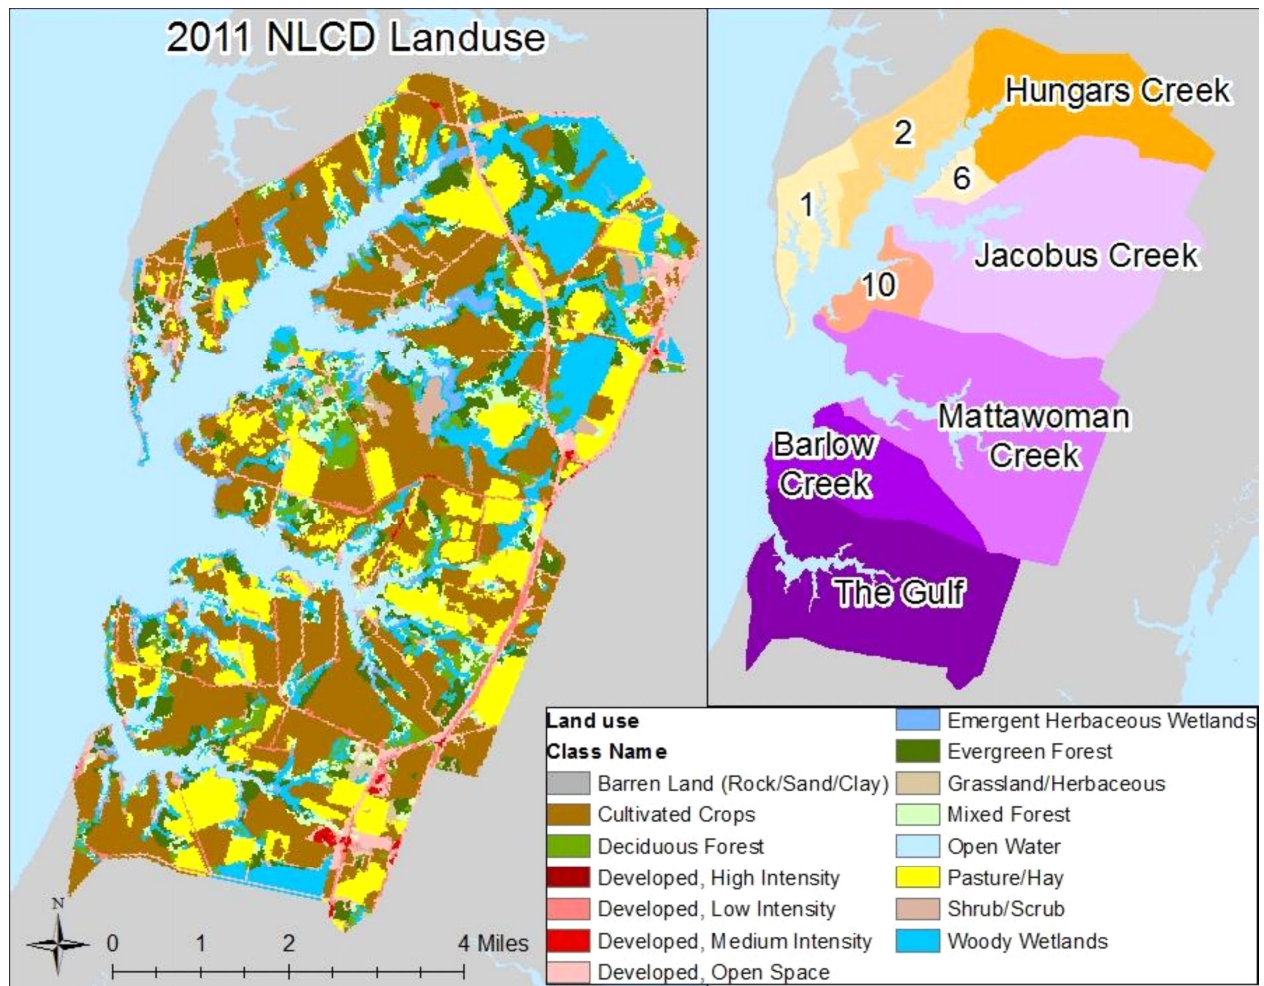 2011 NLCD Landuse
Hungars Creek
2
6
1
Jacobus Creek
10
Mattawoman
Creek
Barlow
Creek
The Gulf
N
0 1 2 4 Miles
Land use
Class Name
Barren Land (Rock/Sand/Clay)
Cultivated Crops
Deciduous Forest
Developed, High Intensity
Developed, Low Intensity
Developed, Medium Intensity
Developed, Open Space
Emergent Herbaceous Wetlands
Evergreen Forest
Grassland/Herbaceous
Mixed Forest
Open Water
Pasture/Hay
Shrub/Scrub
Woody Wetlands